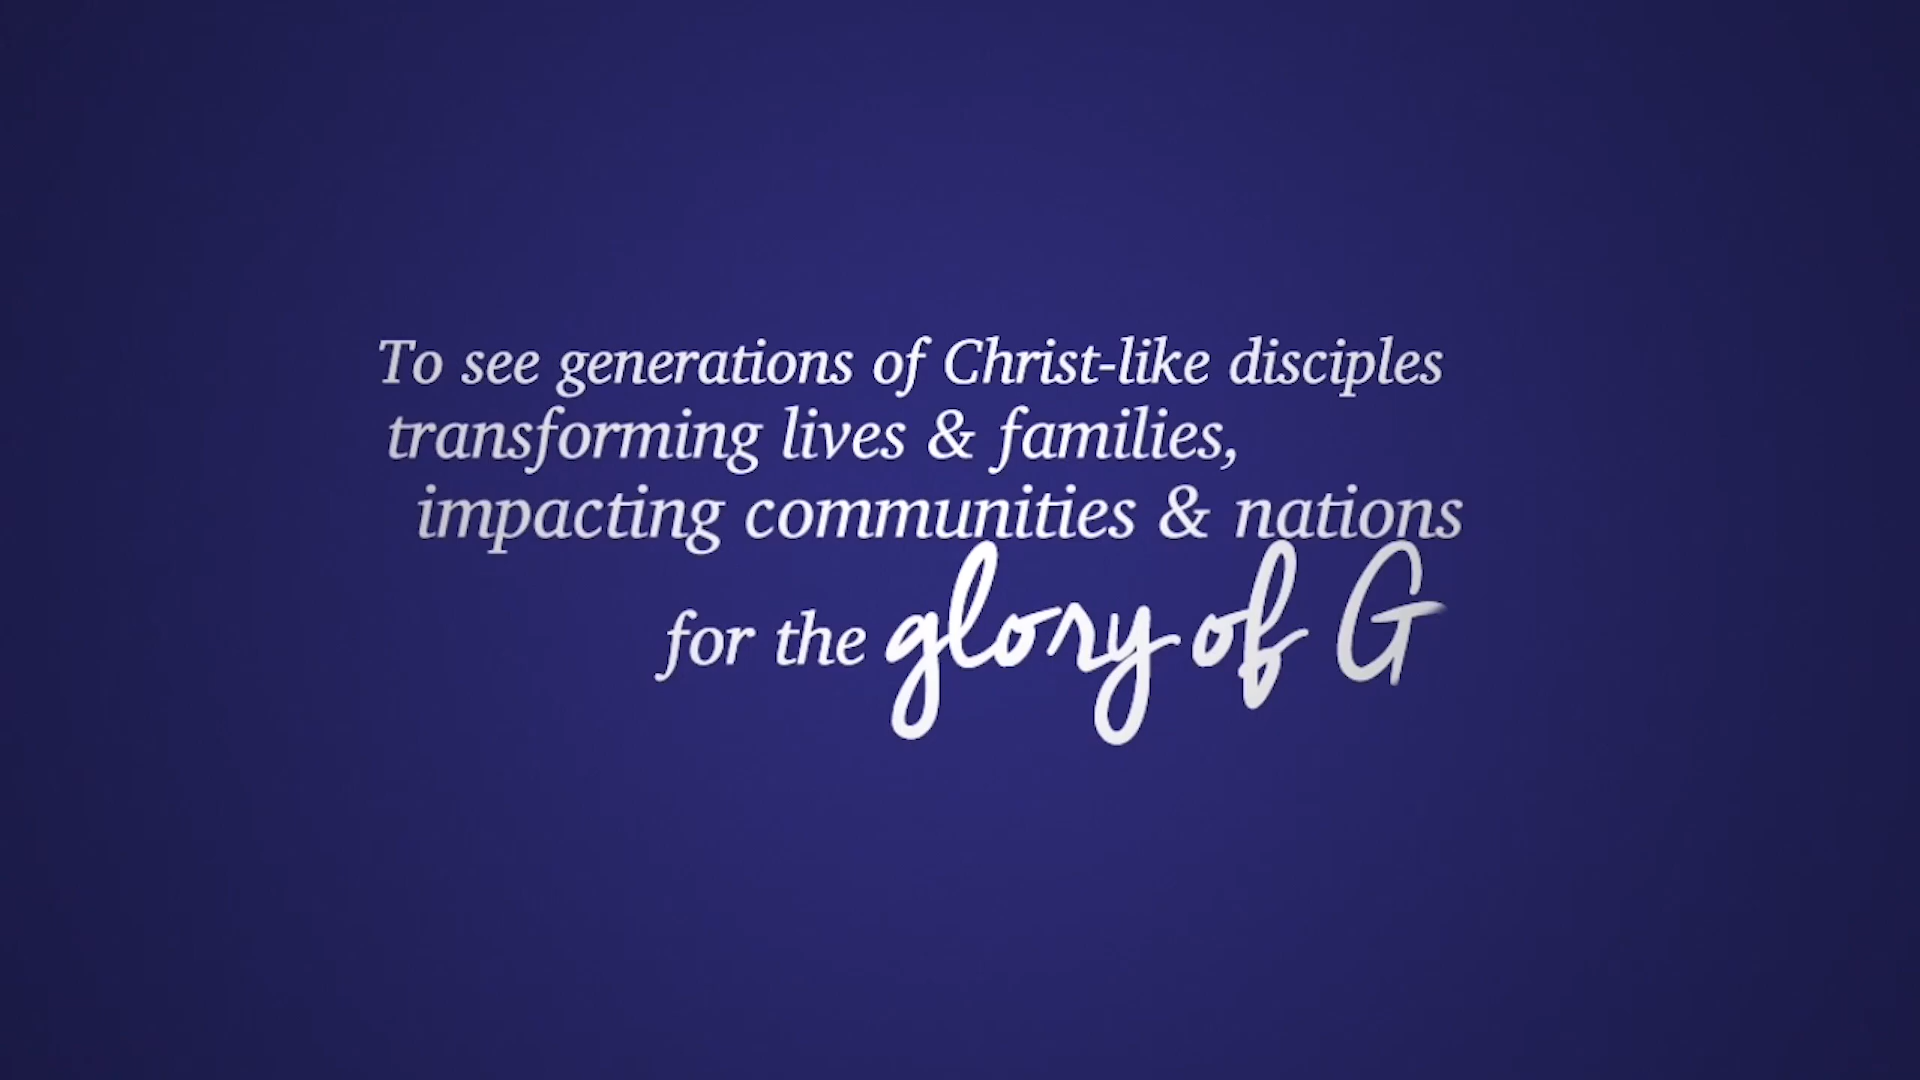 To see generations of Christ-like disciples
transforming lives & families,
impacting communities & nations
for the glory of G